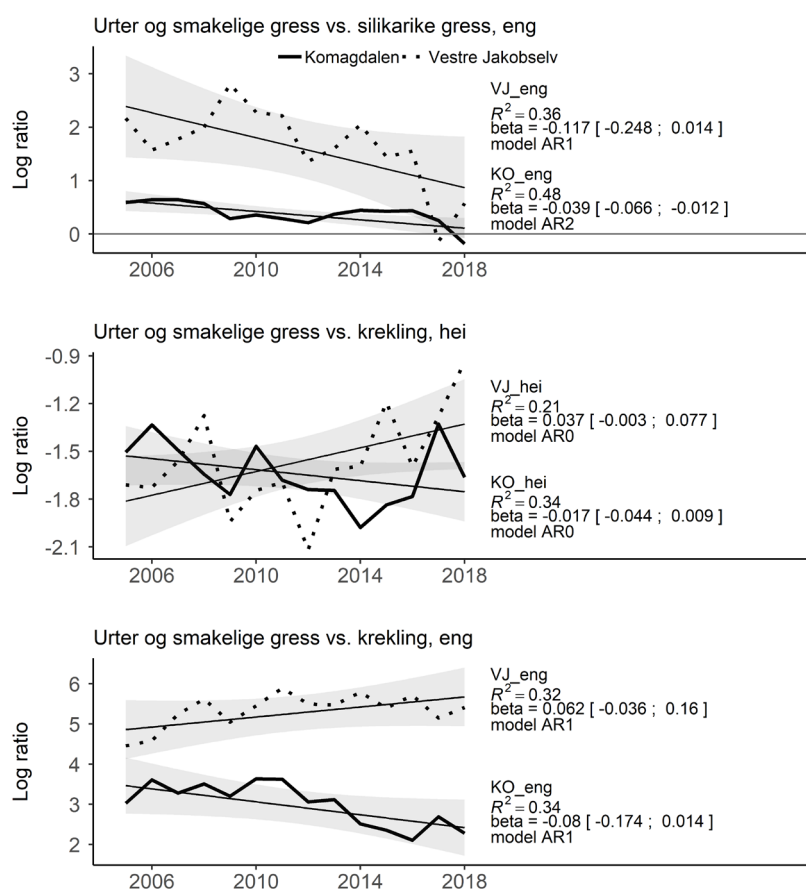 Urter og smakelige gress vs. silikarike gress, eng
Komagdalen Vestre Jakobselv
Log ratio
3
2
1
0
VJ_eng
R² = 0.36
beta = -0.117 [ -0.248 ; 0.014 ]
model AR1
KO_eng
R² = 0.48
beta = -0.039 [ -0.066 ; -0.012 ]
model AR2
2006 2010 2014 2018
Urter og smakelige gress vs. krekling, hei
Log ratio
-0.9
-1.2
-1.5
-1.8
-2.1
VJ_hei
R² = 0.21
beta = 0.037 [ -0.003 ; 0.077 ]
model AR0
KO_hei
R² = 0.34
beta = -0.017 [ -0.044 ; 0.009 ]
model AR0
2006 2010 2014 2018
Urter og smakelige gress vs. krekling, eng
Log ratio
6
5
4
3
2
VJ_eng
R² = 0.32
beta = 0.062 [ -0.036 ; 0.16 ]
model AR1
KO_eng
R² = 0.34
beta = -0.08 [ -0.174 ; 0.014 ]
model AR1
2006 2010 2014 2018